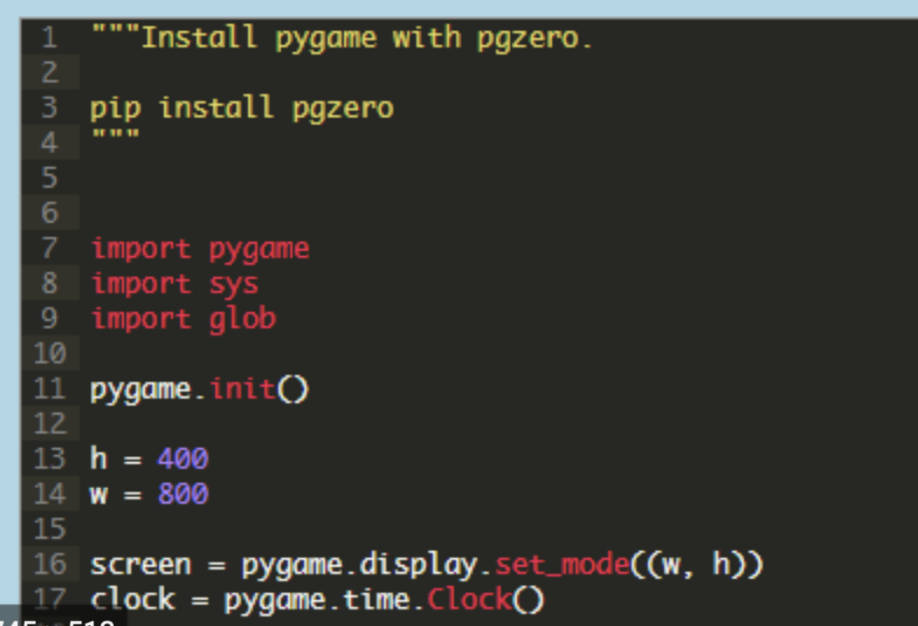 1 """Install pygame with pgzero.
2
3 pip install pgzero
4 """
5
6
7 import pygame
8 import sys
9 import glob
10
11 pygame.init()
12
13 h = 400
14 w = 800
15
16 screen = pygame.display.set_mode((w, h))
17 clock = pygame.time.Clock()